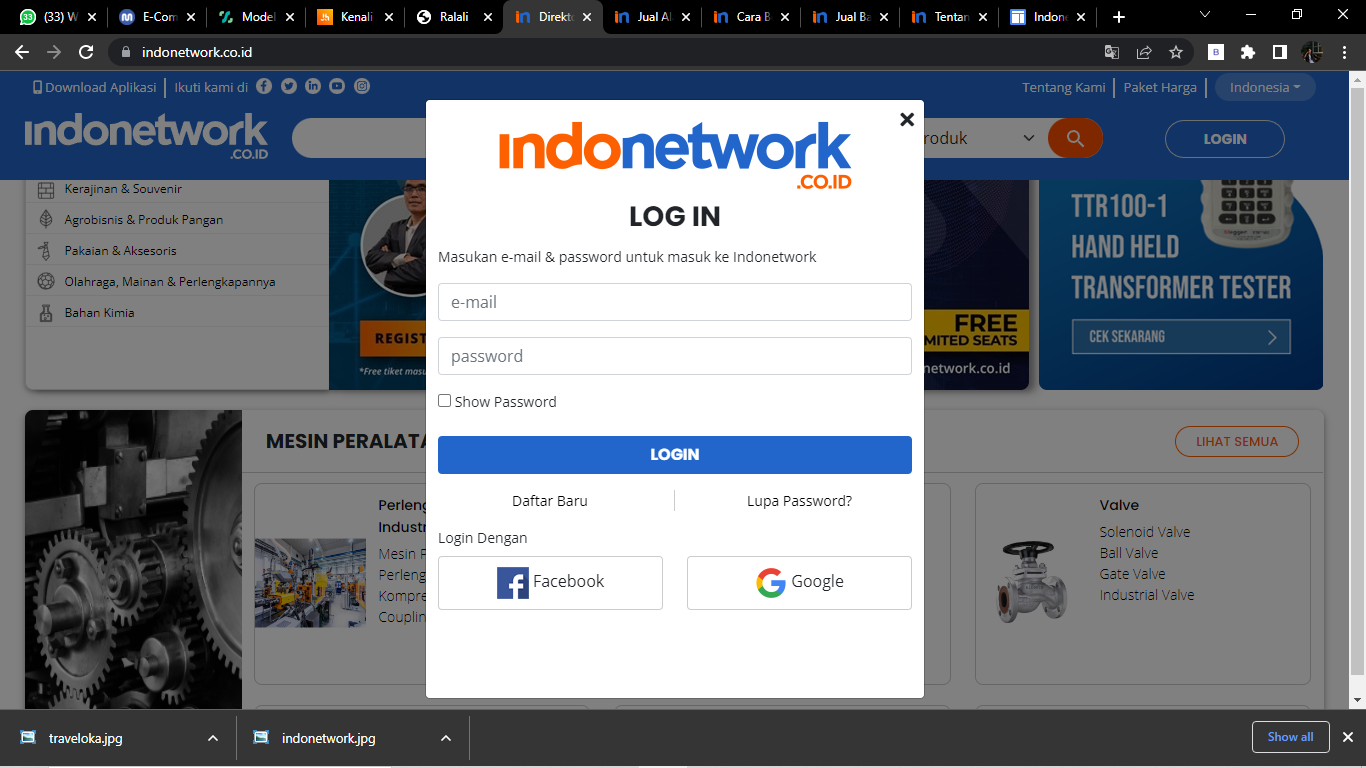 (33) W
E-Com
Model
Kenali
Ralali
Direkt
Jual Al
Cara B
Jual Ba
Tentan
Indone
indonetwork.co.id
Download Aplikasi
Ikuti kami di
Tentang Kami
Paket Harga
Indonesia
indonetwork
.CO.ID
roduk
LOGIN
Kerajinan & Souvenir
Agrobisnis & Produk Pangan
Pakaian & Aksesoris
Olahraga, Mainan & Perlengkapannya
Bahan Kimia
REGIST
*Free tiket masu
FREE
MITED SEATS
network.co.id
TTR100-1
HAND HELD
TRANSFORMER TESTER
CEK SEKARANG
indonetwork
.CO.ID
LOG IN
Masukan e-mail & password untuk masuk ke Indonetwork
e-mail
password
Show Password
LOGIN
Daftar Baru
Lupa Password?
Login Dengan
Facebook
Google
MESIN PERALATA
LIHAT SEMUA
Perleng
Industri
Mesin P
Perleng
Kompre
Couplin
Valve
Solenoid Valve
Ball Valve
Gate Valve
Industrial Valve
traveloka.jpg
indonetwork.jpg
Show all